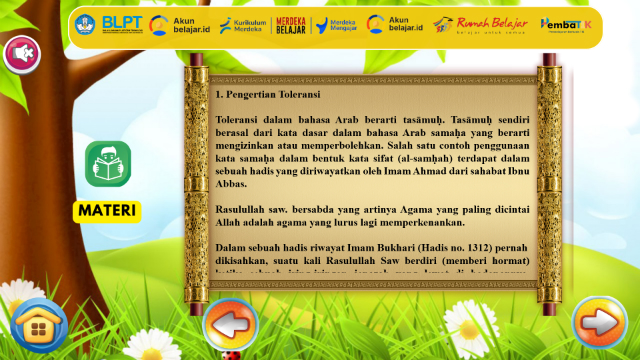 BLPT
Akun
belajar.id
Kurikulum
Merdeka
MERDEKA
BELAJAR
Merdeka
Mengajar
Akun
belajar.id
Rumah Belajar
belajar untuk semua
PembaTIK
1. Pengertian Toleransi
Toleransi dalam bahasa Arab berarti tasāmuḥ. Tasāmuḥ sendiri
berasal dari kata dasar dalam bahasa Arab samaḥa yang berarti
mengizinkan atau memperbolehkan. Salah satu contoh penggunaan
kata samaḥa dalam bentuk kata sifat (al-samḥah) terdapat dalam
sebuah hadis yang diriwayatkan oleh Imam Ahmad dari sahabat Ibnu
Abbas.
Rasulullah saw. bersabda yang artinya Agama yang paling dicintai
Allah adalah agama yang lurus lagi memperkenankan.
Dalam sebuah hadis riwayat Imam Bukhari (Hadis no. 1312) pernah
dikisahkan, suatu kali Rasulullah Saw berdiri (memberi hormat)
MATERI